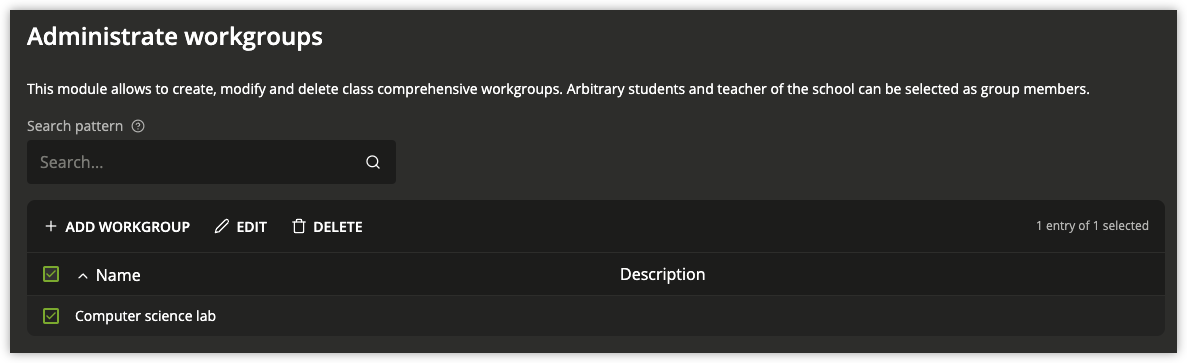 Administrate workgroups
This module allows to create, modify and delete class comprehensive workgroups. Arbitrary students and teacher of the school can be selected as group members.
Search pattern
Search...
ADD WORKGROUP EDIT DELETE 1 entry of 1 selected
Name Description
Computer science lab